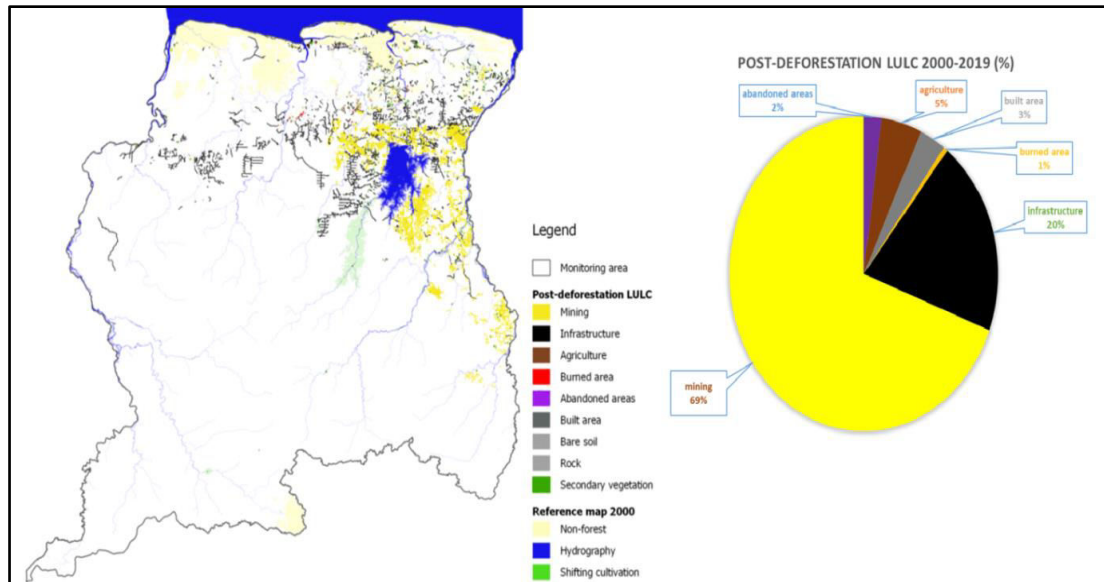 POST-DEFORESTATION LULC 2000-2019 (%)
abandoned areas
2%
agriculture
5%
built area
3%
burned area
1%
infrastructure
20%
mining
69%
Legend
Monitoring area
Post-deforestation LULC
Mining
Infrastructure
Agriculture
Burned area
Abandoned areas
Built area
Bare soil
Rock
Secondary vegetation
Reference map 2000
Non-forest
Hydrography
Shifting cultivation